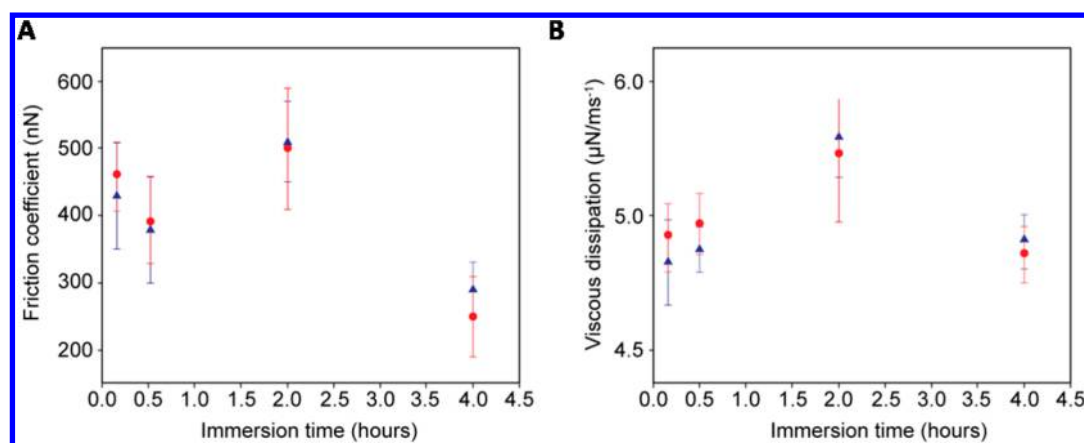 A
B
600
500
400
300
200
Friction coefficient (nN)
0.0 0.5 1.0 1.5 2.0 2.5 3.0 3.5 4.0 4.5
Immersion time (hours)
6.0
5.0
4.5
Viscous dissipation (µN/ms⁻¹)
0.0 0.5 1.0 1.5 2.0 2.5 3.0 3.5 4.0 4.5
Immersion time (hours)